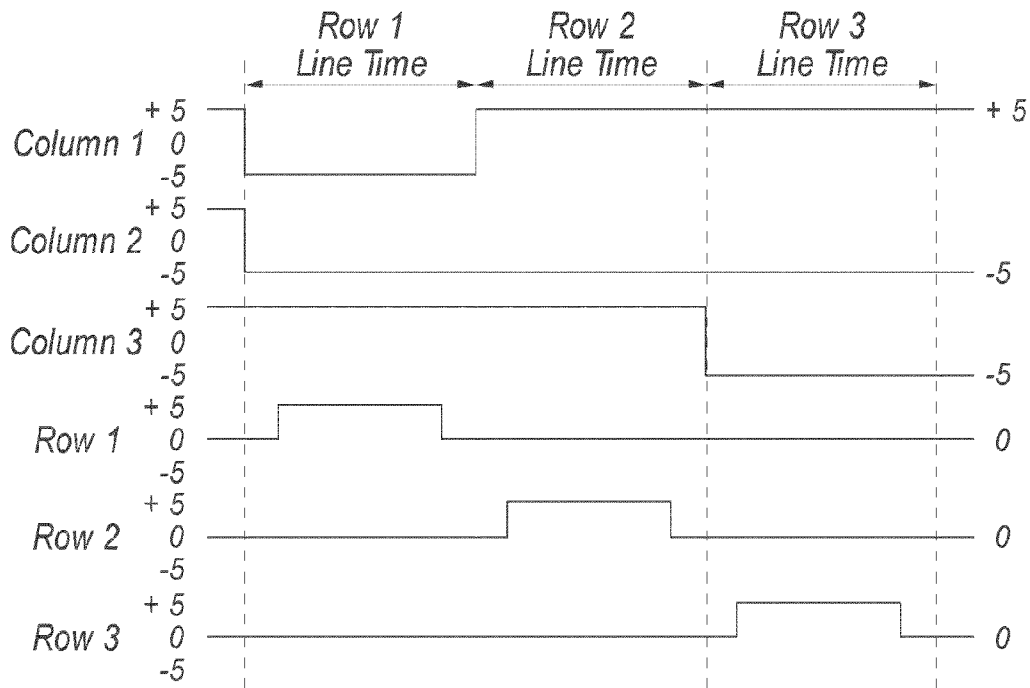 Row 1 Row 2 Row 3
Line Time Line Time Line Time
+ 5 + 5
Column 1 0
-5
+ 5
Column 2 0
-5 -5
+ 5
Column 3 0
-5 -5
+ 5
Row 1 0 0
-5
+ 5
Row 2 0 0
-5
+ 5
Row 3 0 0
-5